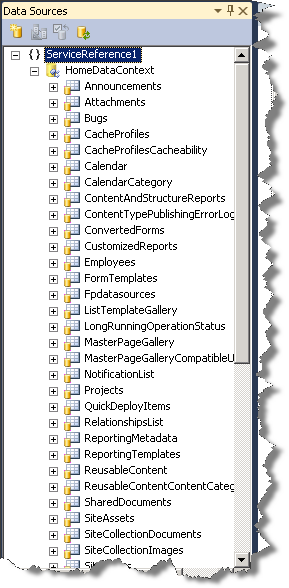 Data Sources
ServiceReference1
HomeDataContext
Announcements
Attachments
Bugs
CacheProfiles
CacheProfilesCacheability
Calendar
CalendarCategory
ContentAndStructureReports
ContentTypePublishingErrorLog
ConvertedForms
CustomizedReports
Employees
FormTemplates
Fpdatasources
ListTemplateGallery
LongRunningOperationStatus
MasterPageGallery
MasterPageGalleryCompatibleU
NotificationList
Projects
QuickDeployItems
RelationshipsList
ReportingMetadata
ReportingTemplates
ReusableContent
ReusableContentContentCateg
SharedDocuments
SiteAssets
SiteCollectionDocuments
SiteCollectionImages